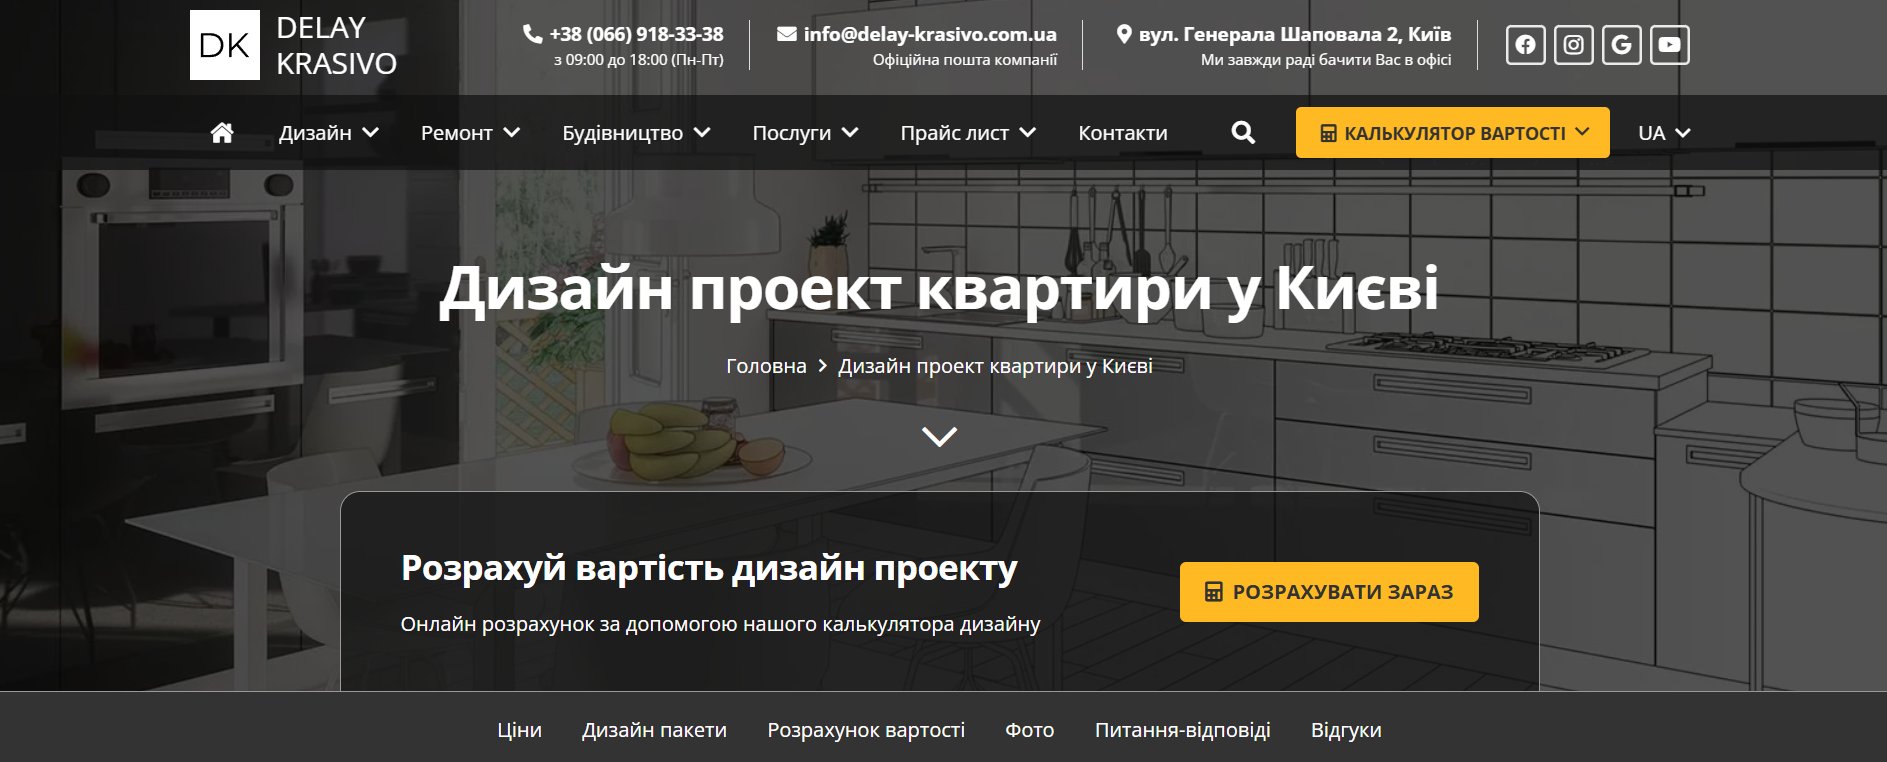 DK
DELAY
KRASIVO
+38 (066) 918-33-38
з 09:00 до 18:00 (Пн-Пт)
info@delay-krasivo.com.ua
Офіційна пошта компанії
вул. Генерала Шаповала 2, Київ
Ми завжди раді бачити Вас в офісі
Дизайн Ремонт Будівництво Послуги Прайс лист Контакти КАЛЬКУЛЯТОР ВАРТОСТІ UA
Дизайн проект квартири у Києві
Головна > Дизайн проект квартири у Києві
Розрахуй вартість дизайн проекту
Онлайн розрахунок за допомогою нашого калькулятора дизайну
РОЗРАХУВАТИ ЗАРАЗ
Ціни Дизайн пакети Розрахунок вартості Фото Питання-відповіді Відгуки